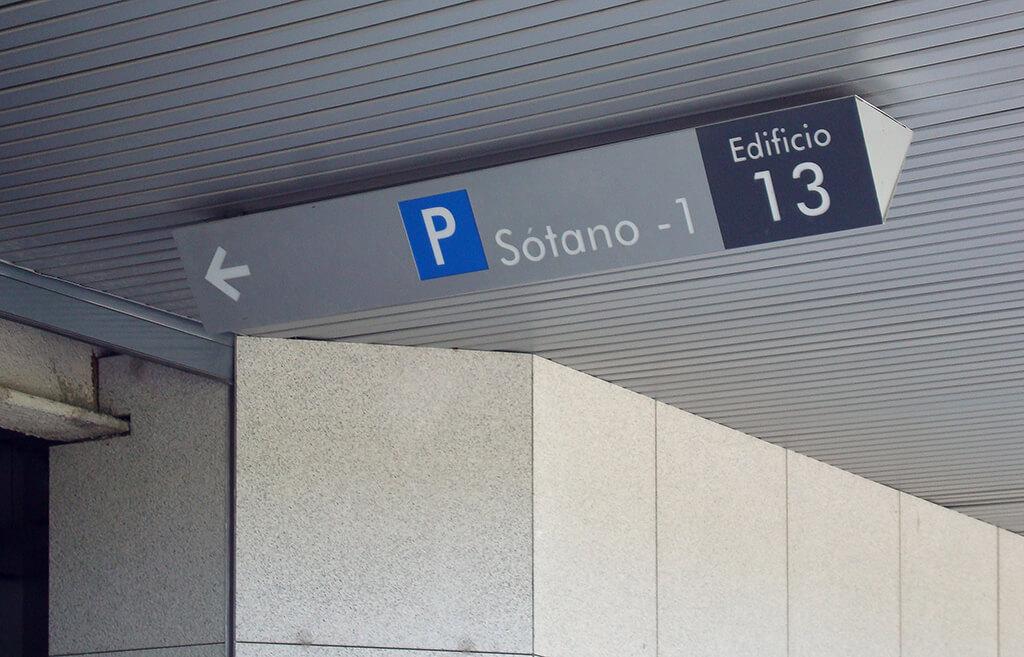 P Sótano -1
Edificio
13